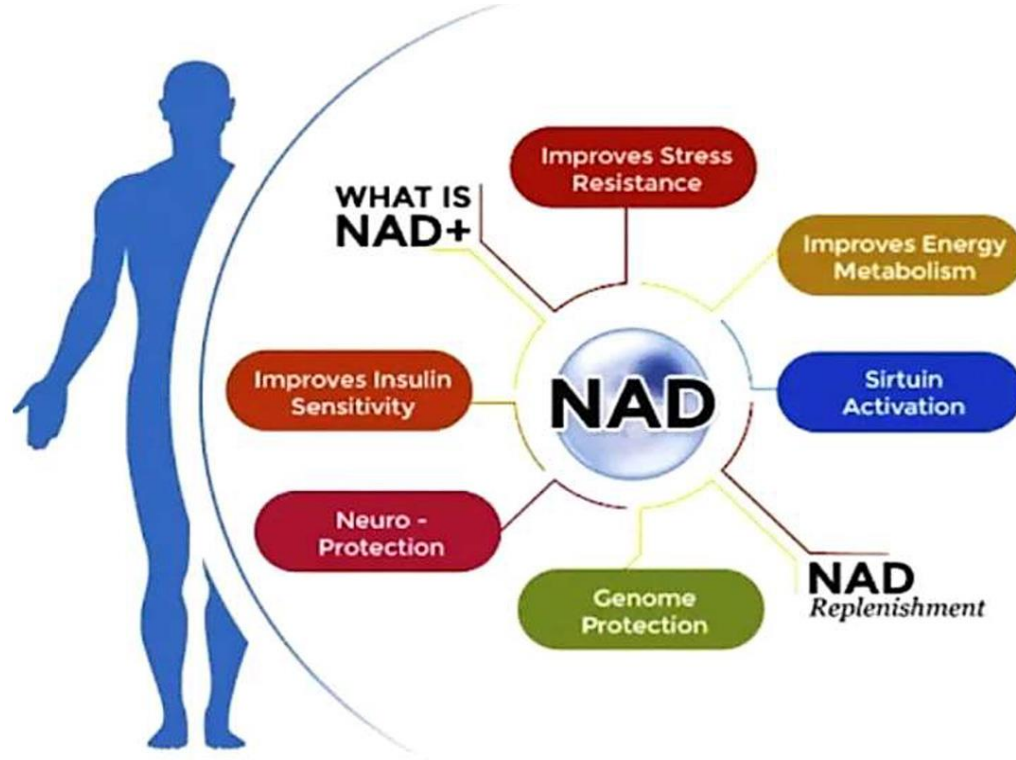 WHAT IS
NAD+
Improves Stress
Resistance
Improves Energy
Metabolism
Improves Insulin
Sensitivity
NAD
Sirtuin
Activation
Neuro -
Protection
Genome
Protection
NAD
Replenishment